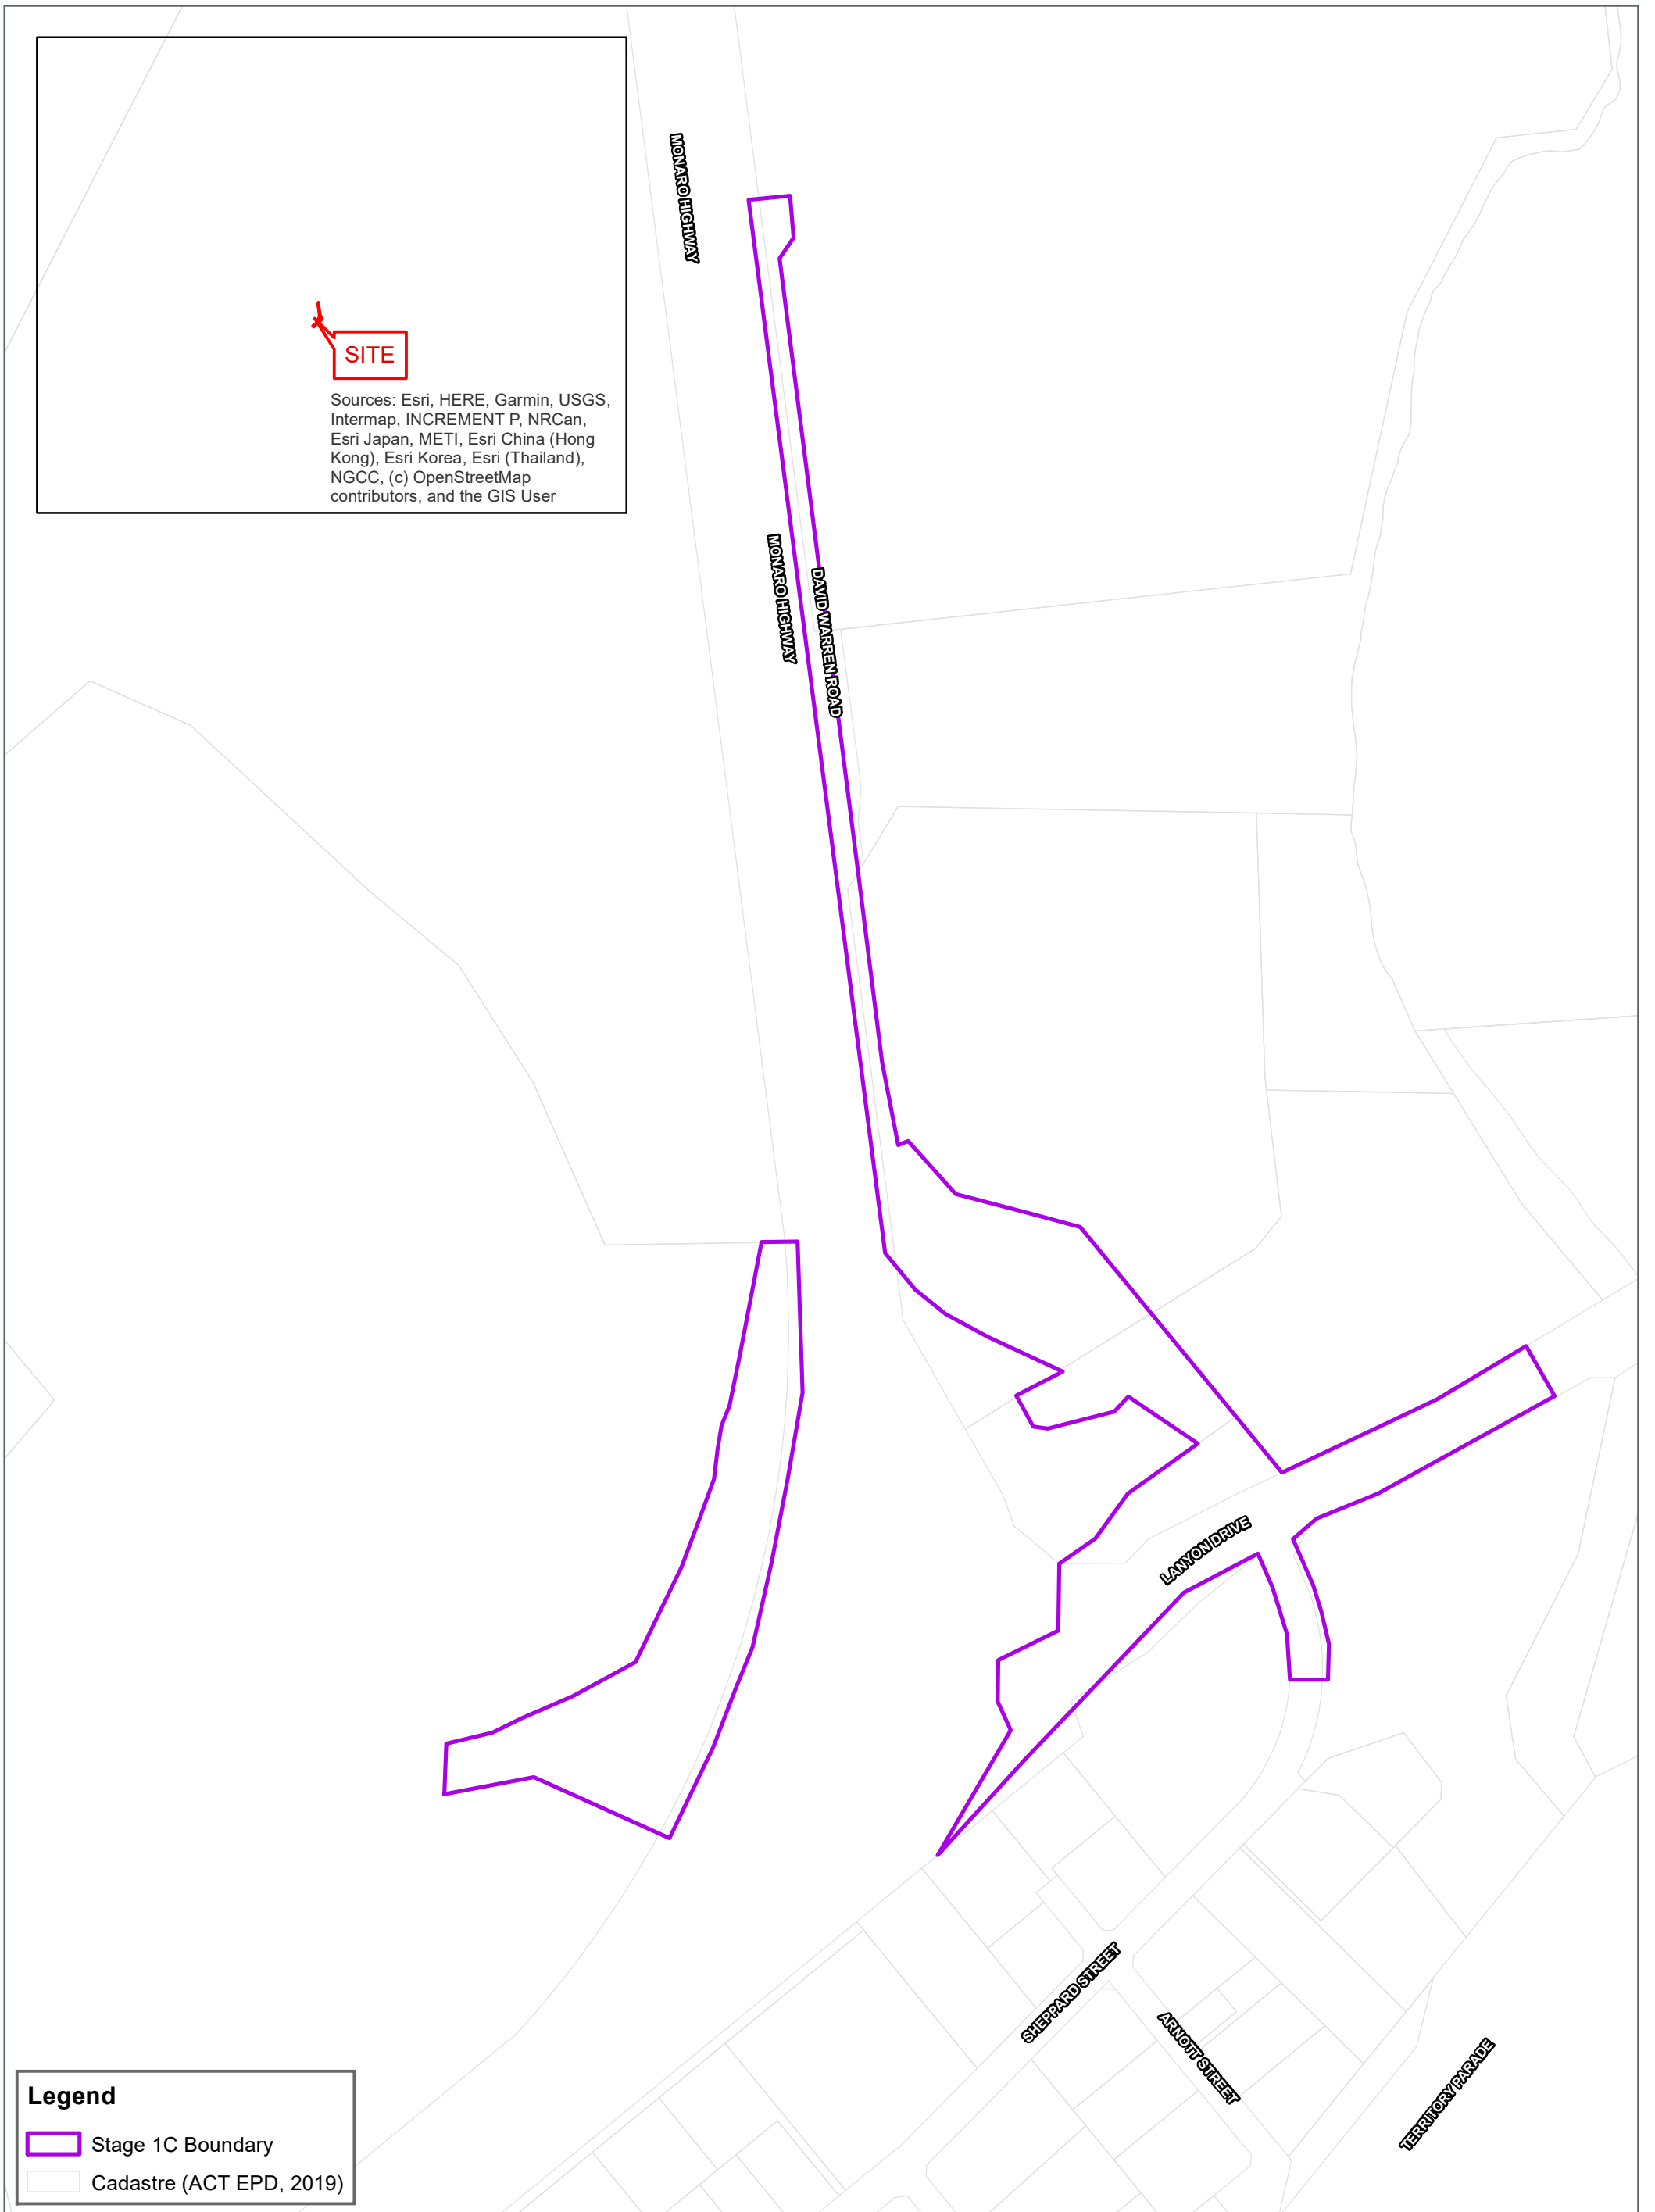 MONARO HIGHWAY
SITE
Sources: Esri, HERE, Garmin, USGS,
Intermap, INCREMENT P, NRCan,
Esri Japan, METI, Esri China (Hong
Kong), Esri Korea, Esri (Thailand),
NGCC, (c) OpenStreetMap
contributors, and the GIS User
MONARO HIGHWAY
DAVID WARREN ROAD
LANYON DRIVE
SHEPPARD STREET
ARNOTT STREET
TERRITORY PARADE
Legend
Stage 1C Boundary
Cadastre (ACT EPD, 2019)